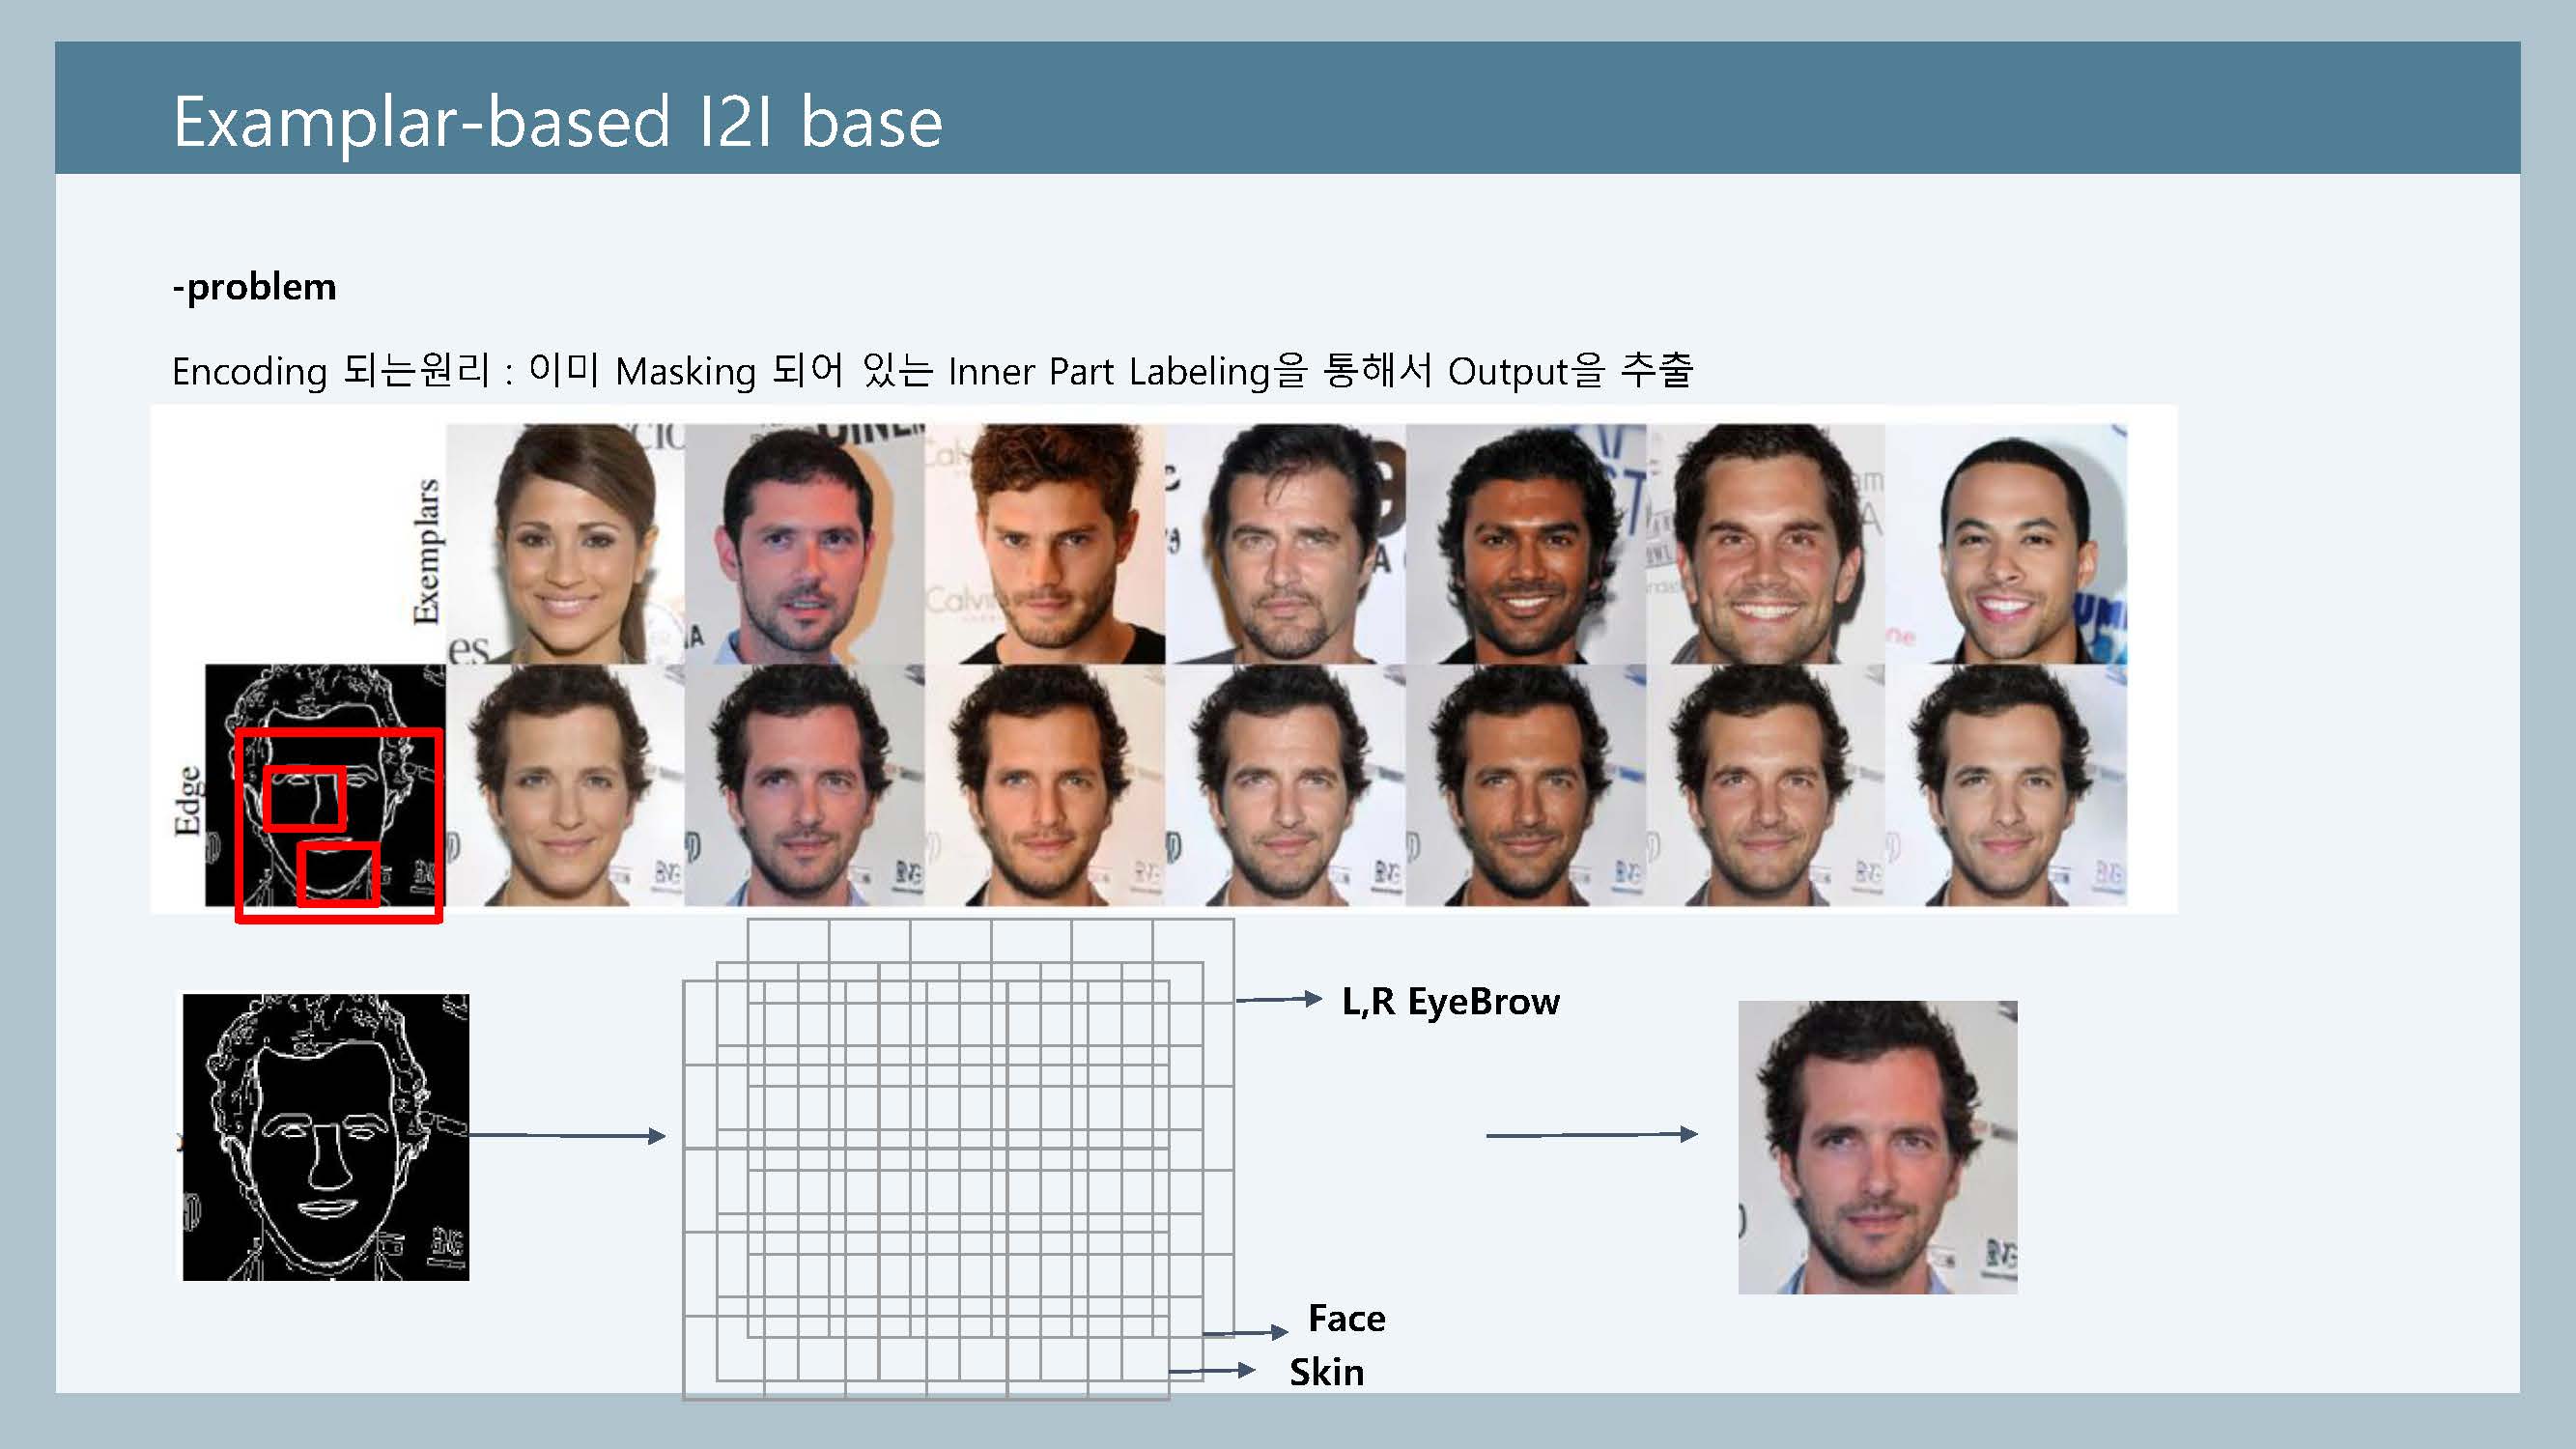 Examplar-based I2I base
-problem
Encoding 되는원리 : 이미 Masking 되어 있는 Inner Part Labeling을 통해서 Output을 추출
Exemplars
Edge
L,R EyeBrow
Face
Skin